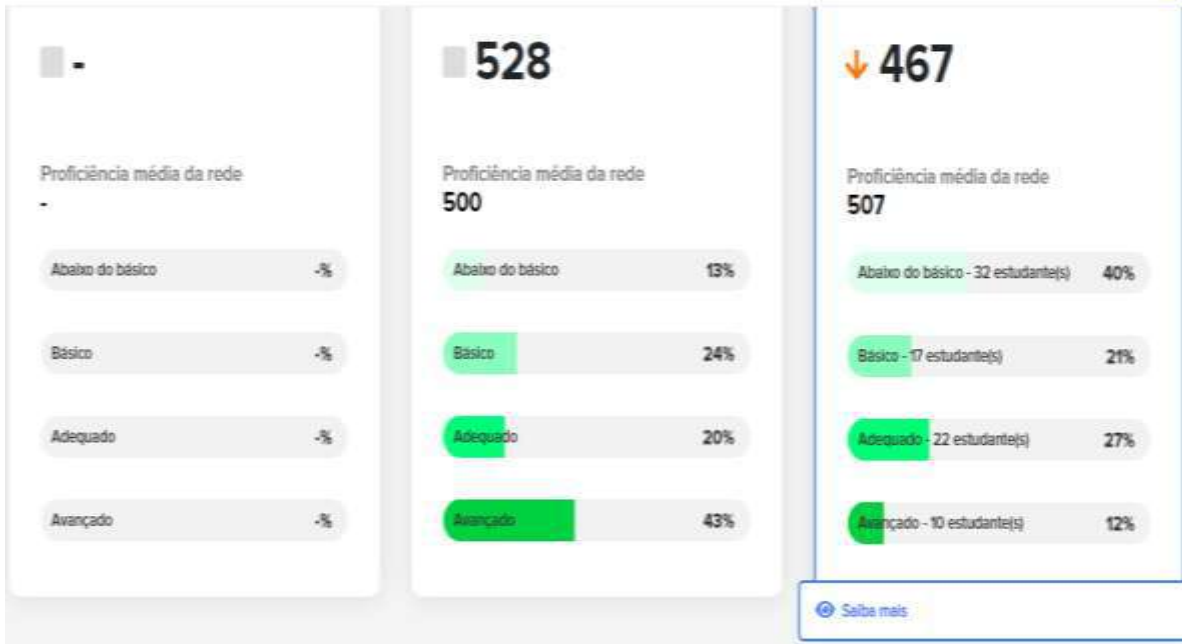 -
Proficiência média da rede
-
Abaixo do básico -%
Básico -%
Adequado -%
Avançado -%
528
Proficiência média da rede
500
Abaixo do básico 13%
Básico 24%
Adequado 20%
Avançado 43%
467
Proficiência média da rede
507
Abaixo do básico - 32 estudante(s) 40%
Básico - 17 estudante(s) 21%
Adequado - 22 estudante(s) 27%
Avançado - 10 estudante(s) 12%
Saiba mais